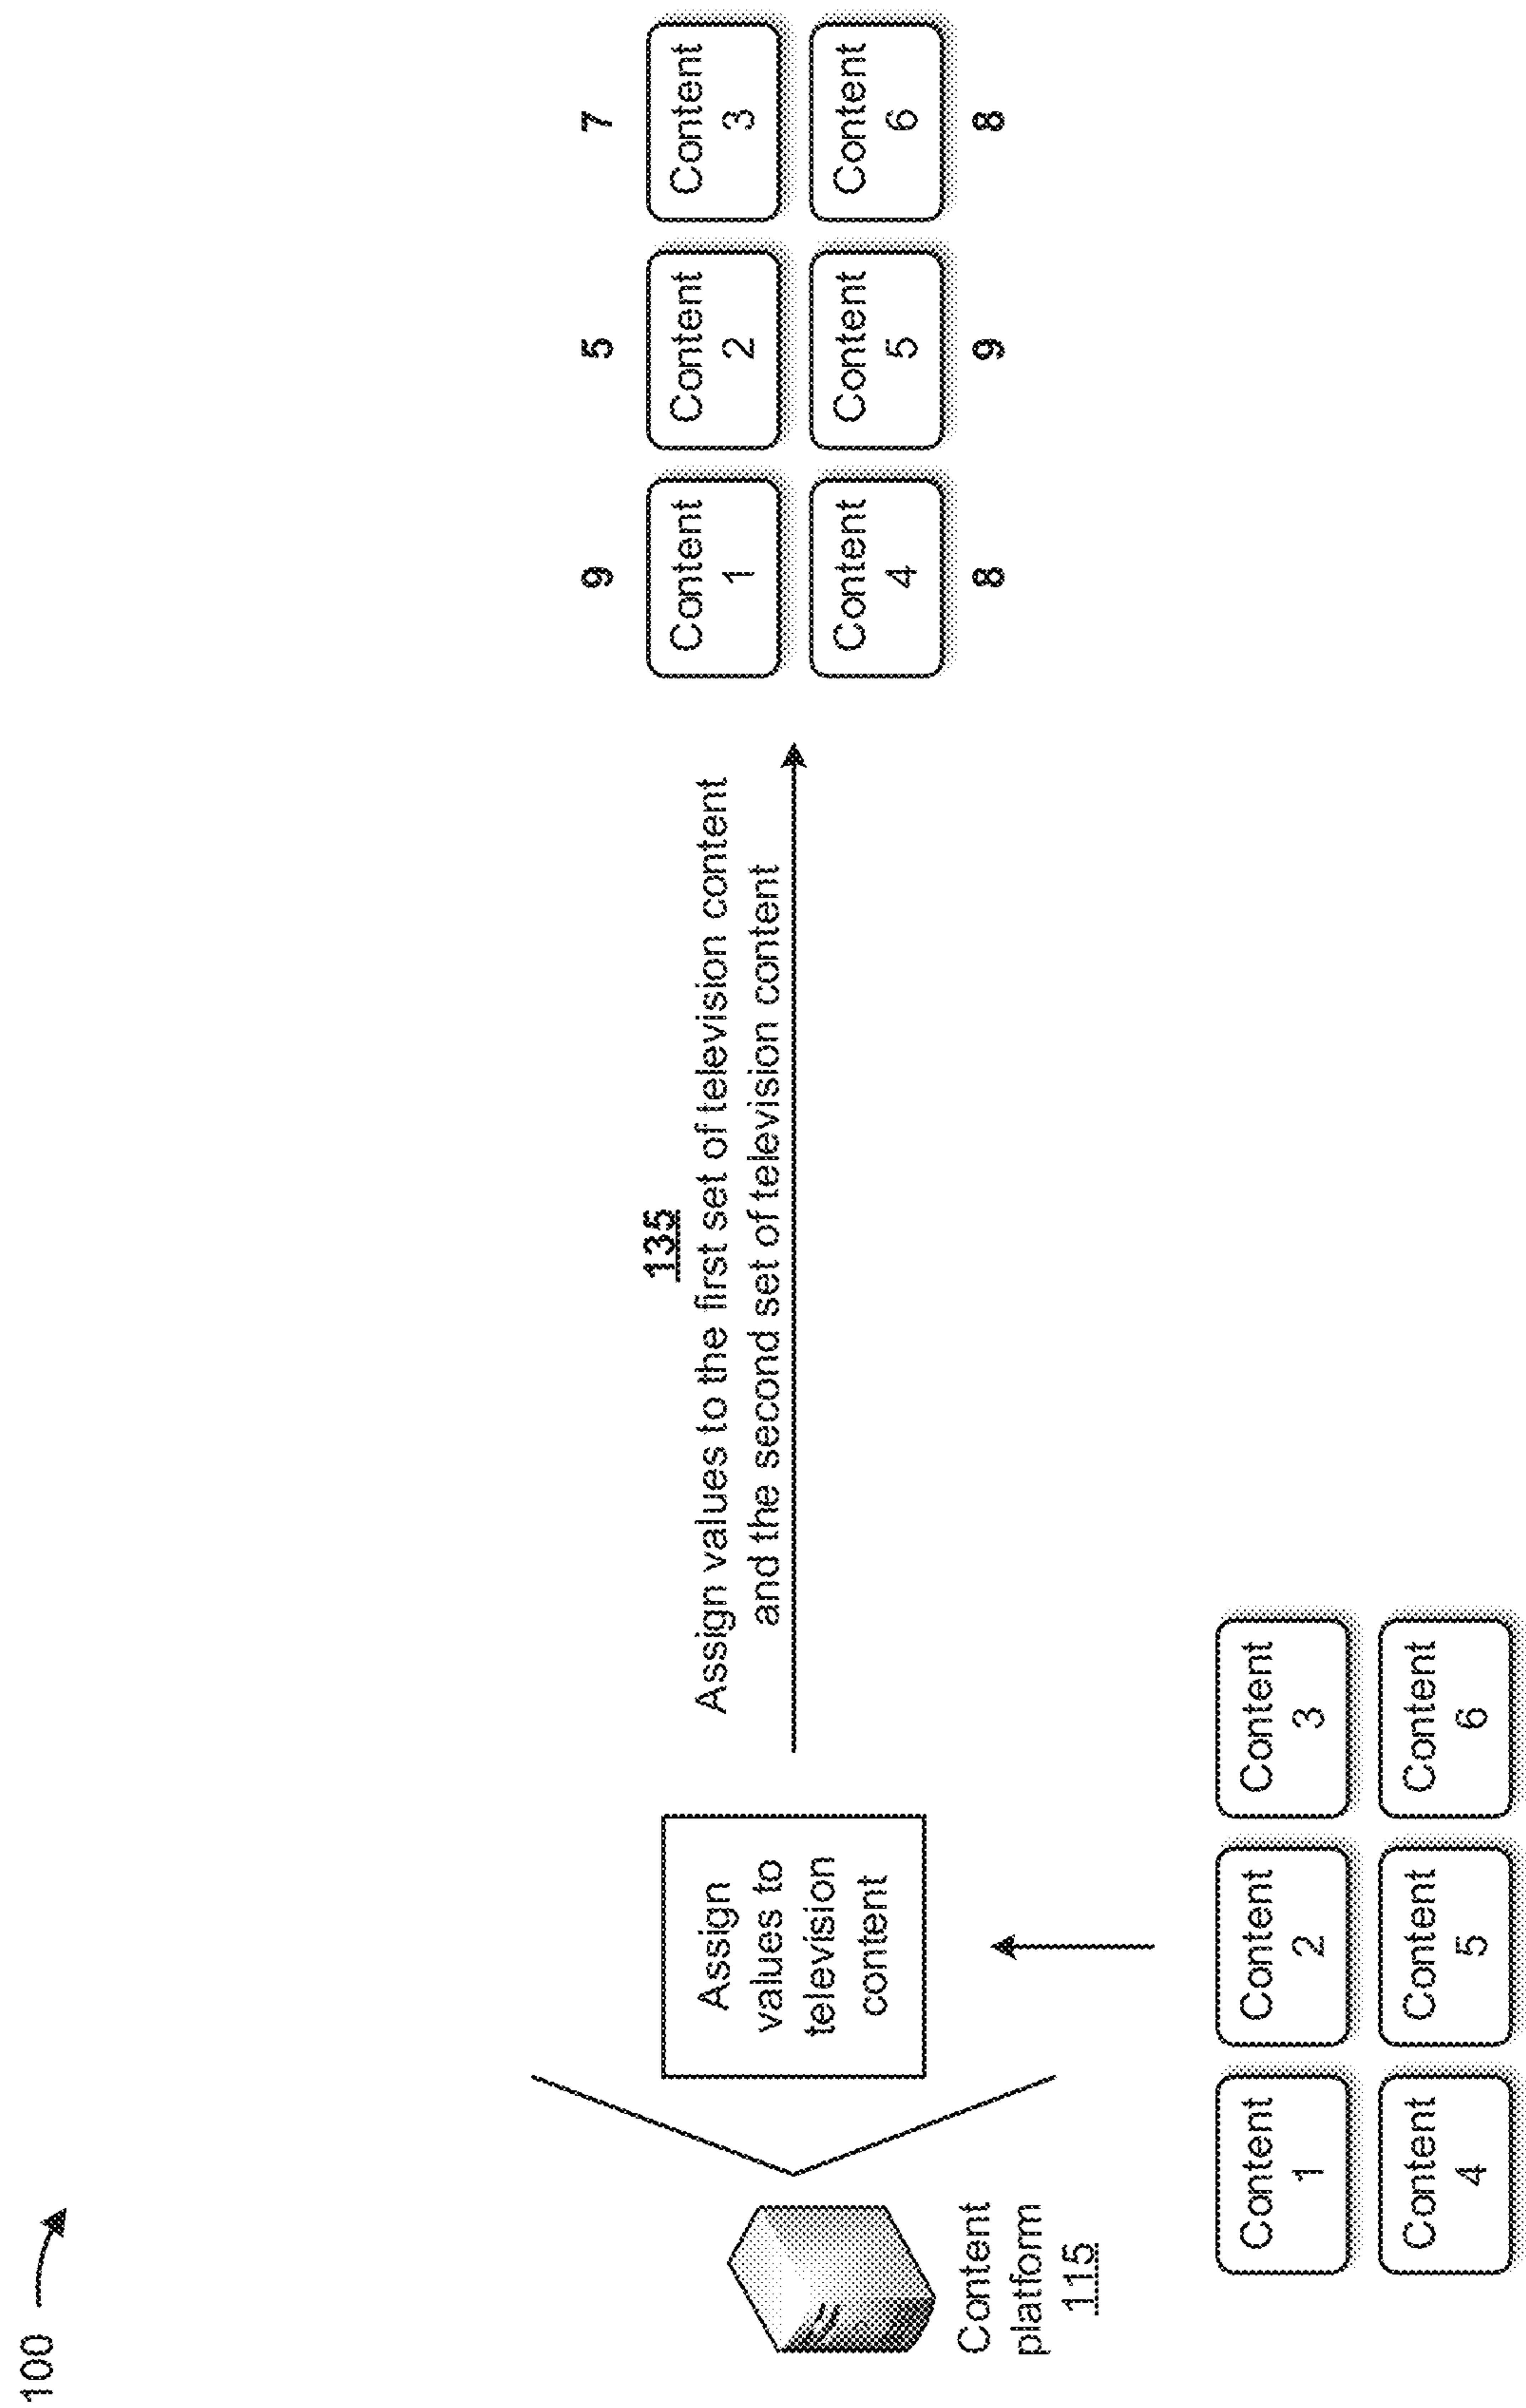 100
135
Assign values to the first set of television content
and the second set of television content
Assign
values to
television
content
Content
platform
115
Content
1
Content
2
Content
3
Content
4
Content
5
Content
6
9
5
7
Content
1
Content
2
Content
3
Content
4
Content
5
Content
6
8
9
8